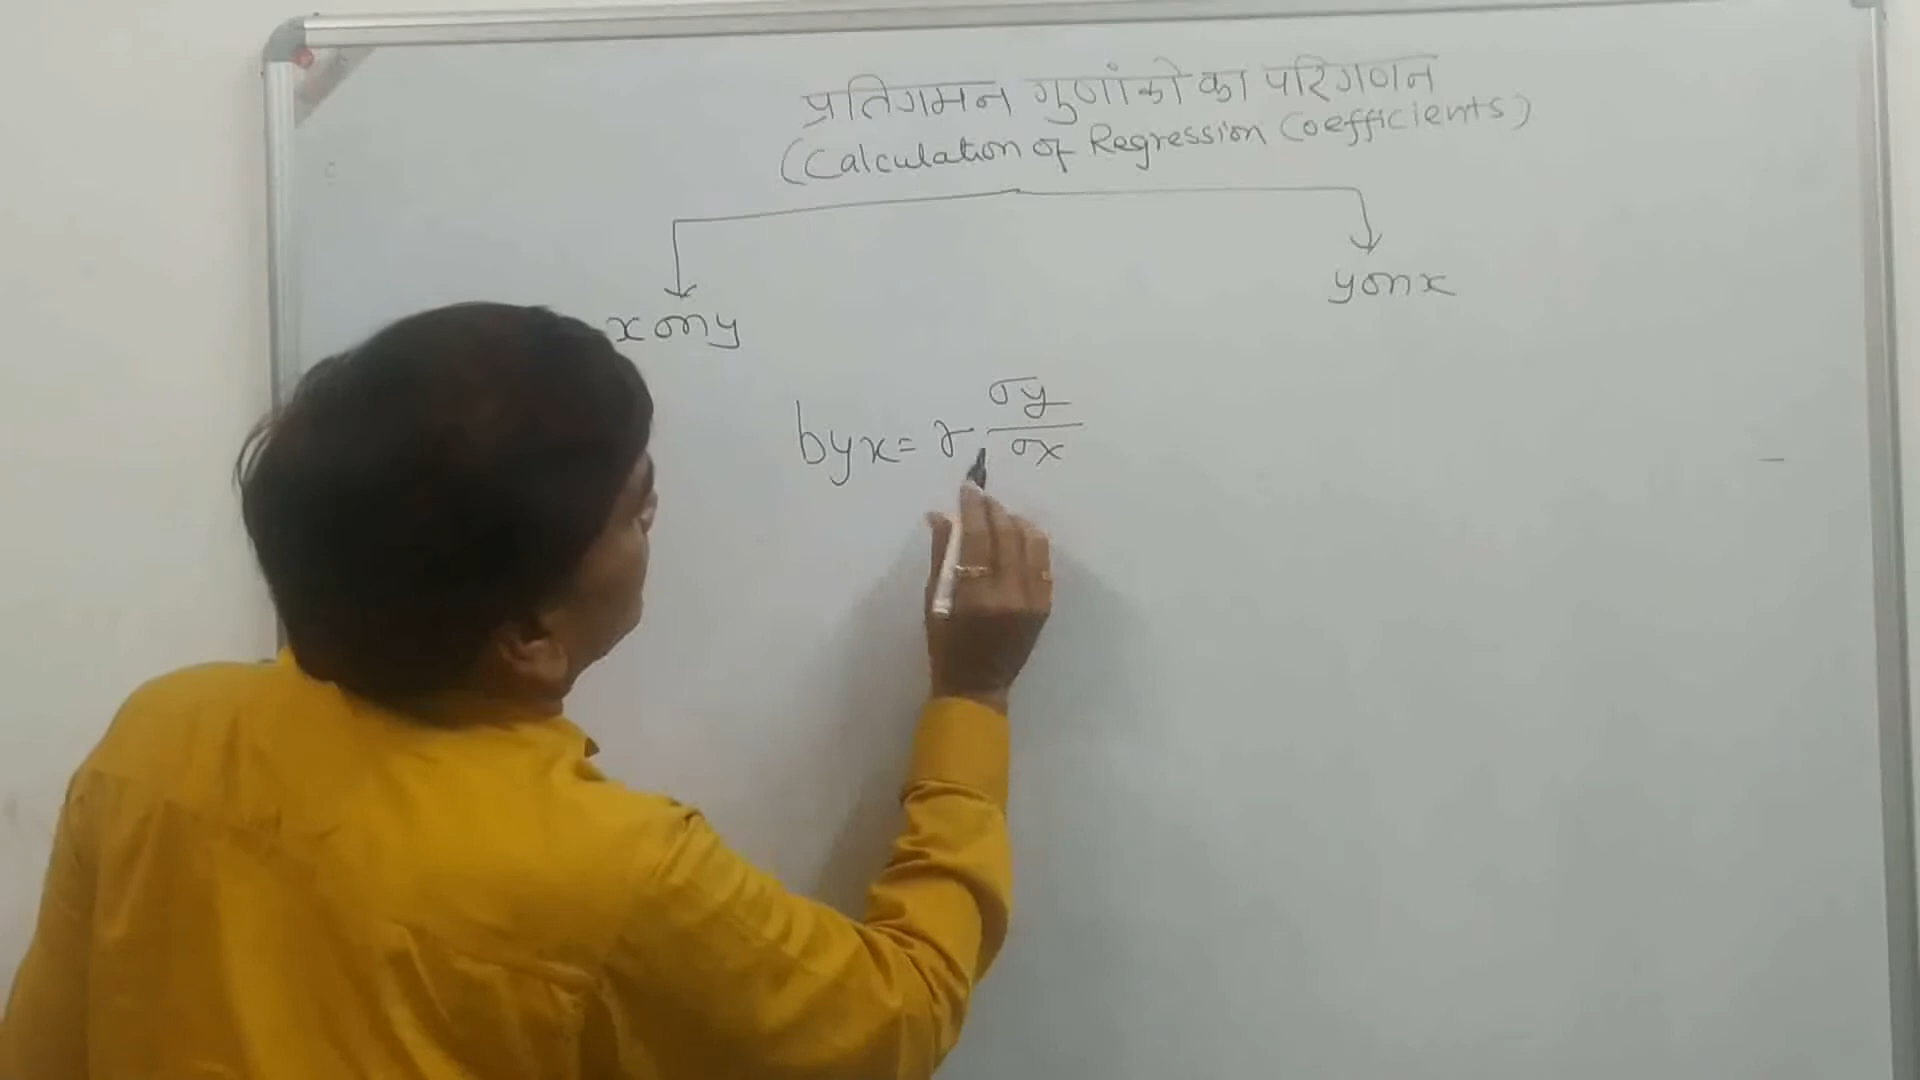 प्रतिगमन गुणांको का परिगणन
(Calculation of Regression Coefficients)
x on y
y on x
byx = r σy/σx